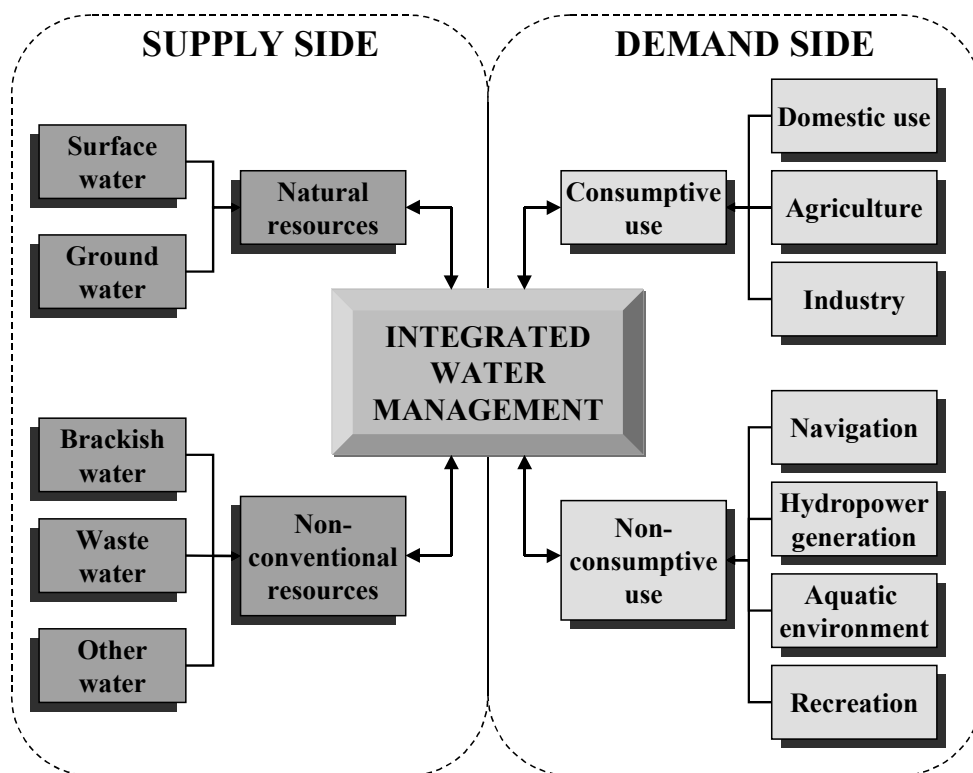 SUPPLY SIDE
Surface
water
Ground
water
Natural
resources
Brackish
water
Waste
water
Other
water
Non-
conventional
resources
INTEGRATED
WATER
MANAGEMENT
DEMAND SIDE
Consumptive
use
Domestic use
Agriculture
Industry
Non-
consumptive
use
Navigation
Hydropower
generation
Aquatic
environment
Recreation